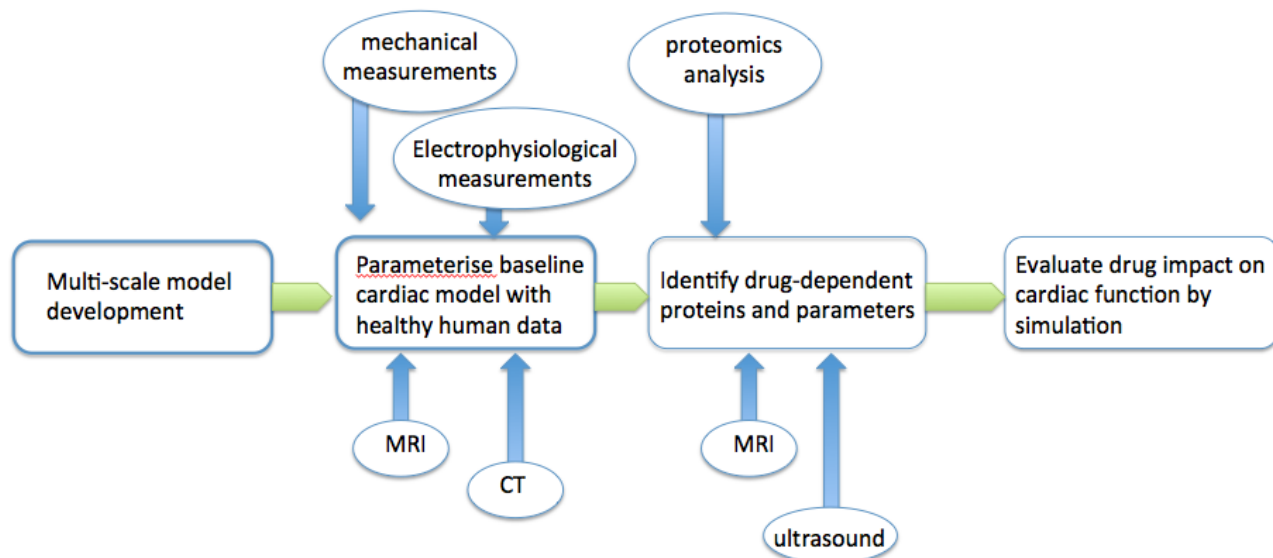 mechanical
measurements
proteomics
analysis
Electrophysiological
measurements
Multi-scale model
development
Parameterise baseline
cardiac model with
healthy human data
Identify drug-dependent
proteins and parameters
Evaluate drug impact on
cardiac function by
simulation
MRI
CT
MRI
ultrasound